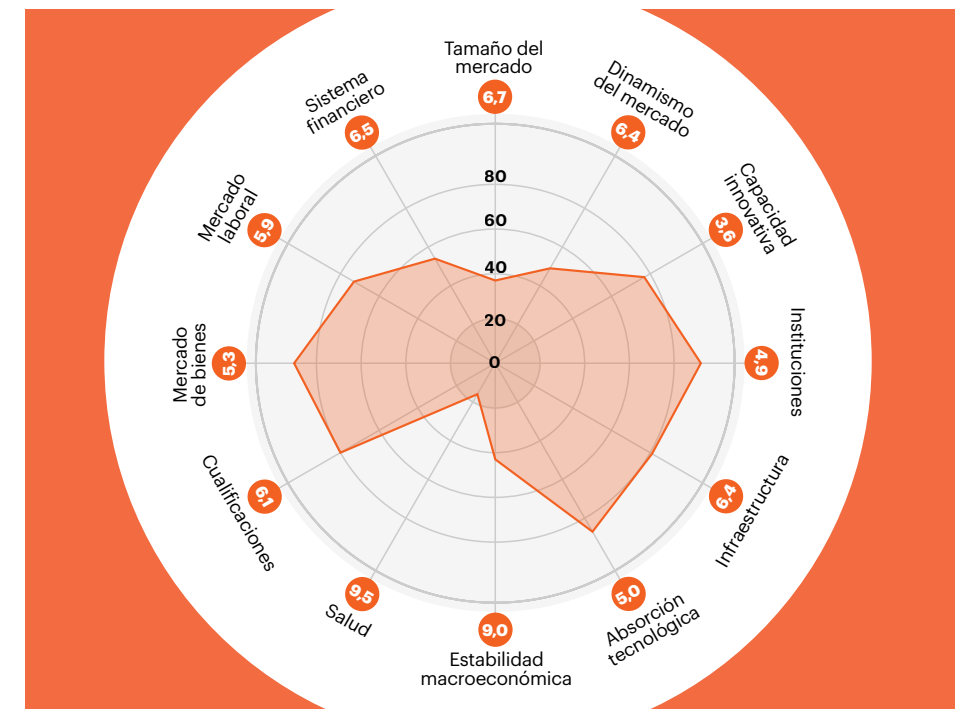 Tamaño del
mercado
6,7
Dinamismo
del mercado
6,4
Capacidad
innovativa
3,6
Instituciones
4,9
Infraestructura
6,4
Absorción
tecnológica
5,0
Estabilidad
macroeconómica
9,0
Salud
9,5
Cualificaciones
6,1
Mercado
de bienes
5,3
Mercado
laboral
5,9
Sistema
financiero
6,5
80
60
40
20
0